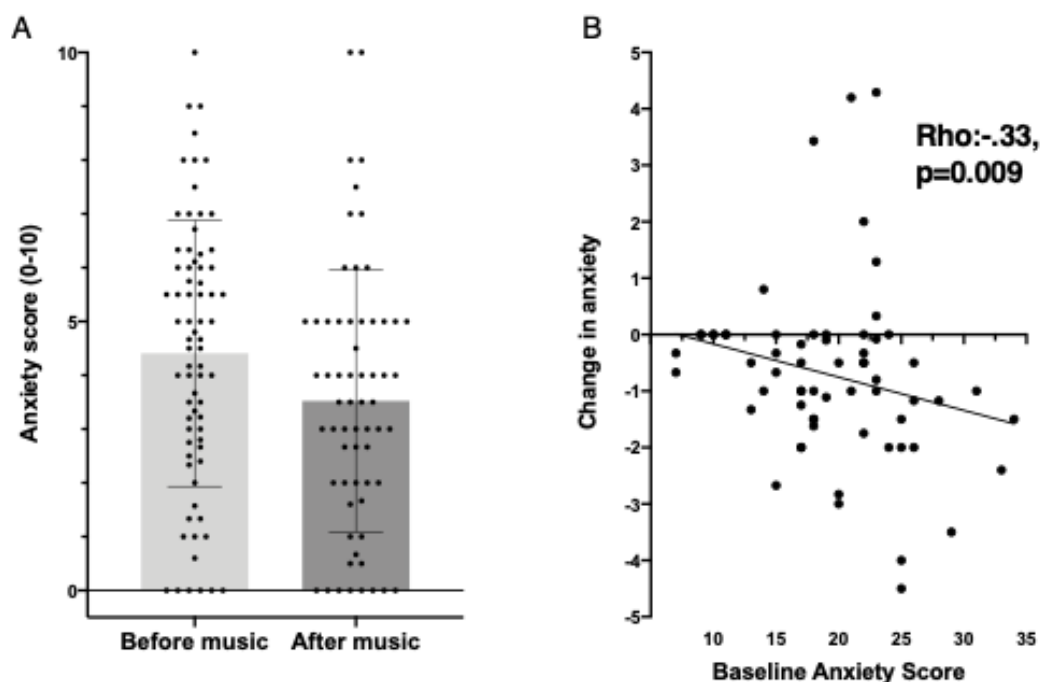 A
10
5
0
Anxiety score (0-10)
Before music
After music
B
5
4
3
2
1
0
-1
-2
-3
-4
-5
Change in anxiety
Rho:-.33,
p=0.009
10 15 20 25 30 35
Baseline Anxiety Score